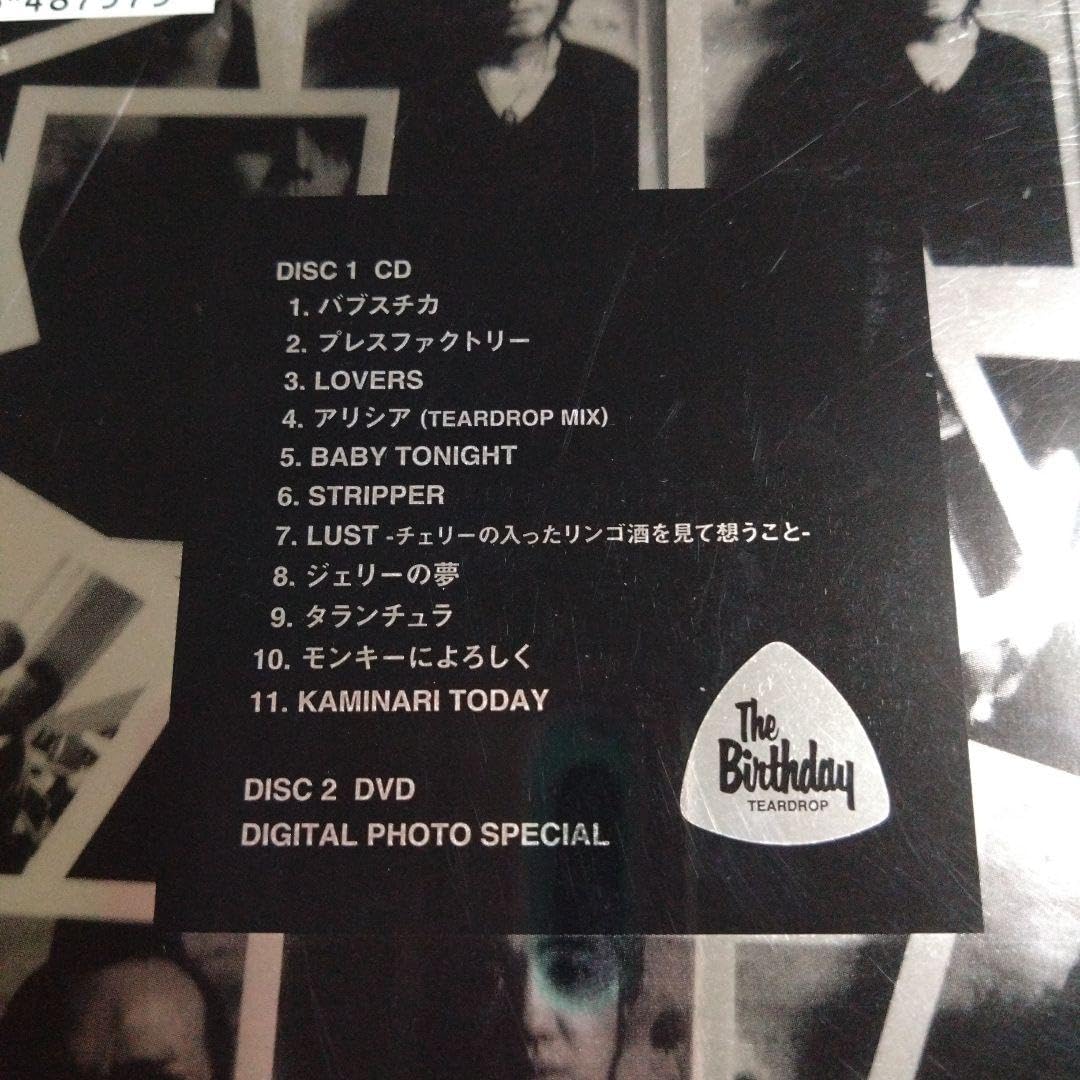 DISC 1 CD
1. バブスチカ
2. プレスファクトリー
3. LOVERS
4. アリシア (TEARDROP MIX)
5. BABY TONIGHT
6. STRIPPER
7. LUST -チェリーの入ったリンゴ酒を見て想うこと-
8. ジェリーの夢
9. タランチュラ
10. モンキーによろしく
11. KAMINARI TODAY
DISC 2 DVD
DIGITAL PHOTO SPECIAL
The
Birthday
TEARDROP